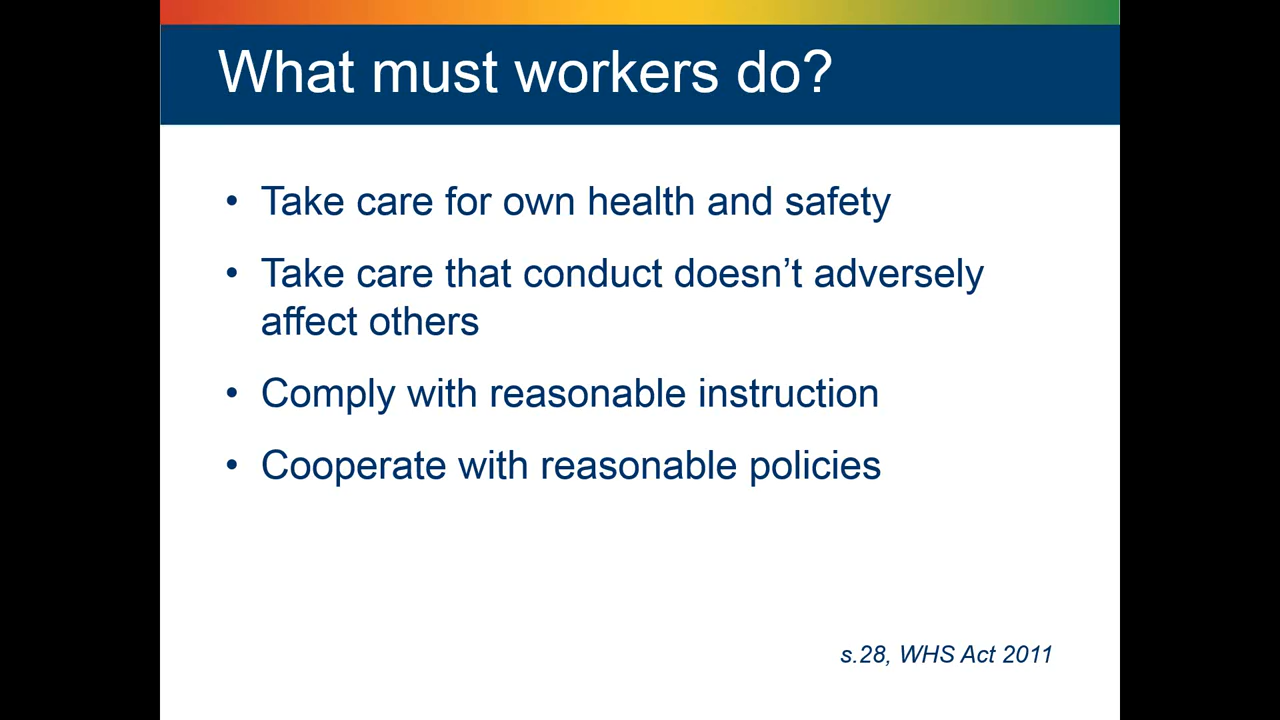 What must workers do?
• Take care for own health and safety
• Take care that conduct doesn’t adversely
affect others
• Comply with reasonable instruction
• Cooperate with reasonable policies
s.28, WHS Act 2011